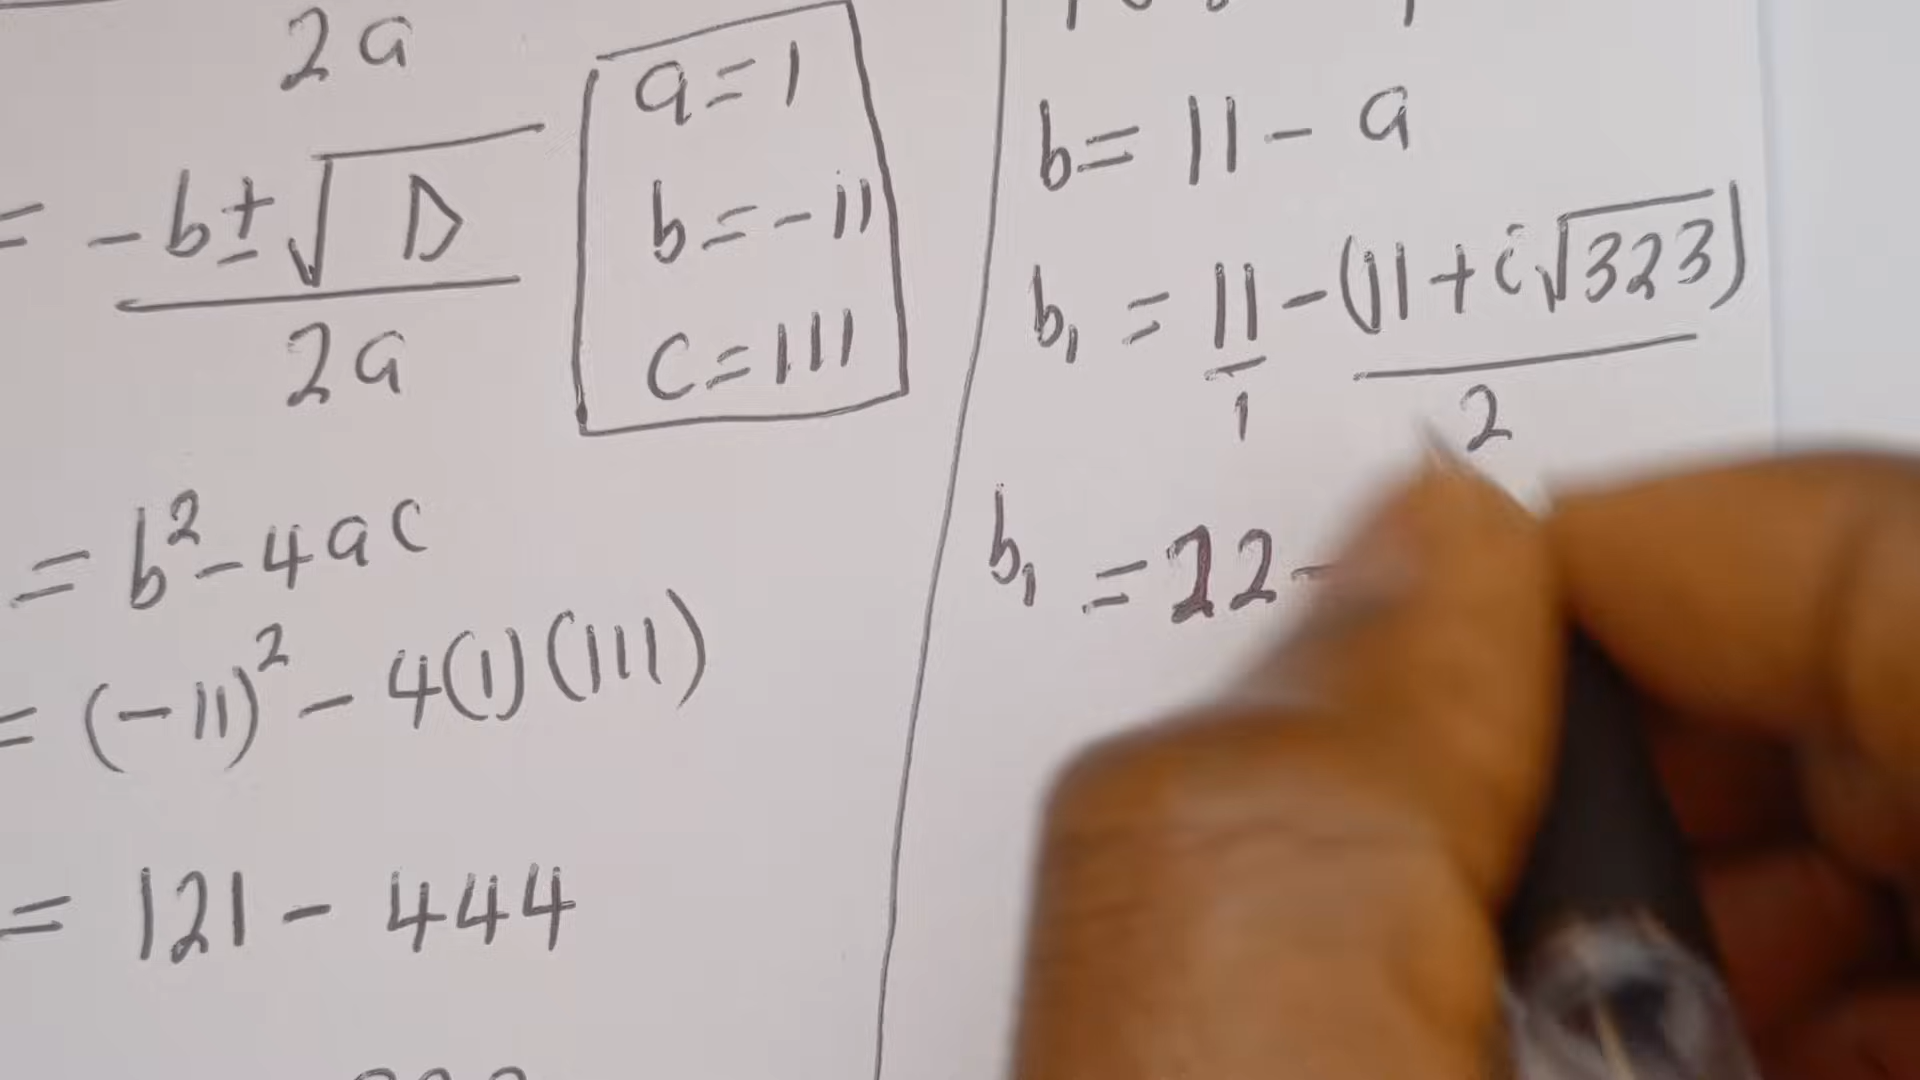 2a
= -b±√D
2a
a=1
b=-11
c=111
= b²-4ac
= (-11)² - 4(1)(111)
= 121 - 444
b= 11 - a
b₁ = 11 - (11 + i√323)
1 2
b₁ = 22-